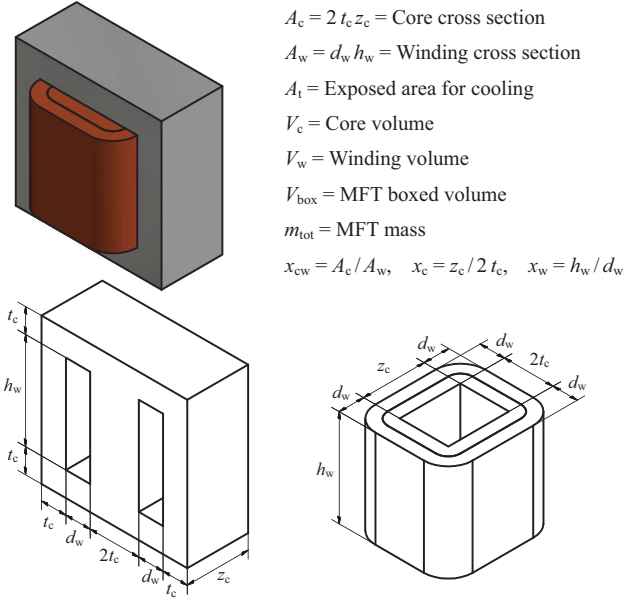 A_c = 2 t_c z_c = Core cross section
A_w = d_w h_w = Winding cross section
A_t = Exposed area for cooling
V_c = Core volume
V_w = Winding volume
V_box = MFT boxed volume
m_tot = MFT mass
x_cw = A_c / A_w,   x_c = z_c / 2 t_c,   x_w = h_w / d_w
t_c
h_w
t_c
t_c
d_w
2t_c
d_w
t_c
z_c
d_w
d_w
z_c
2t_c
d_w
d_w
h_w